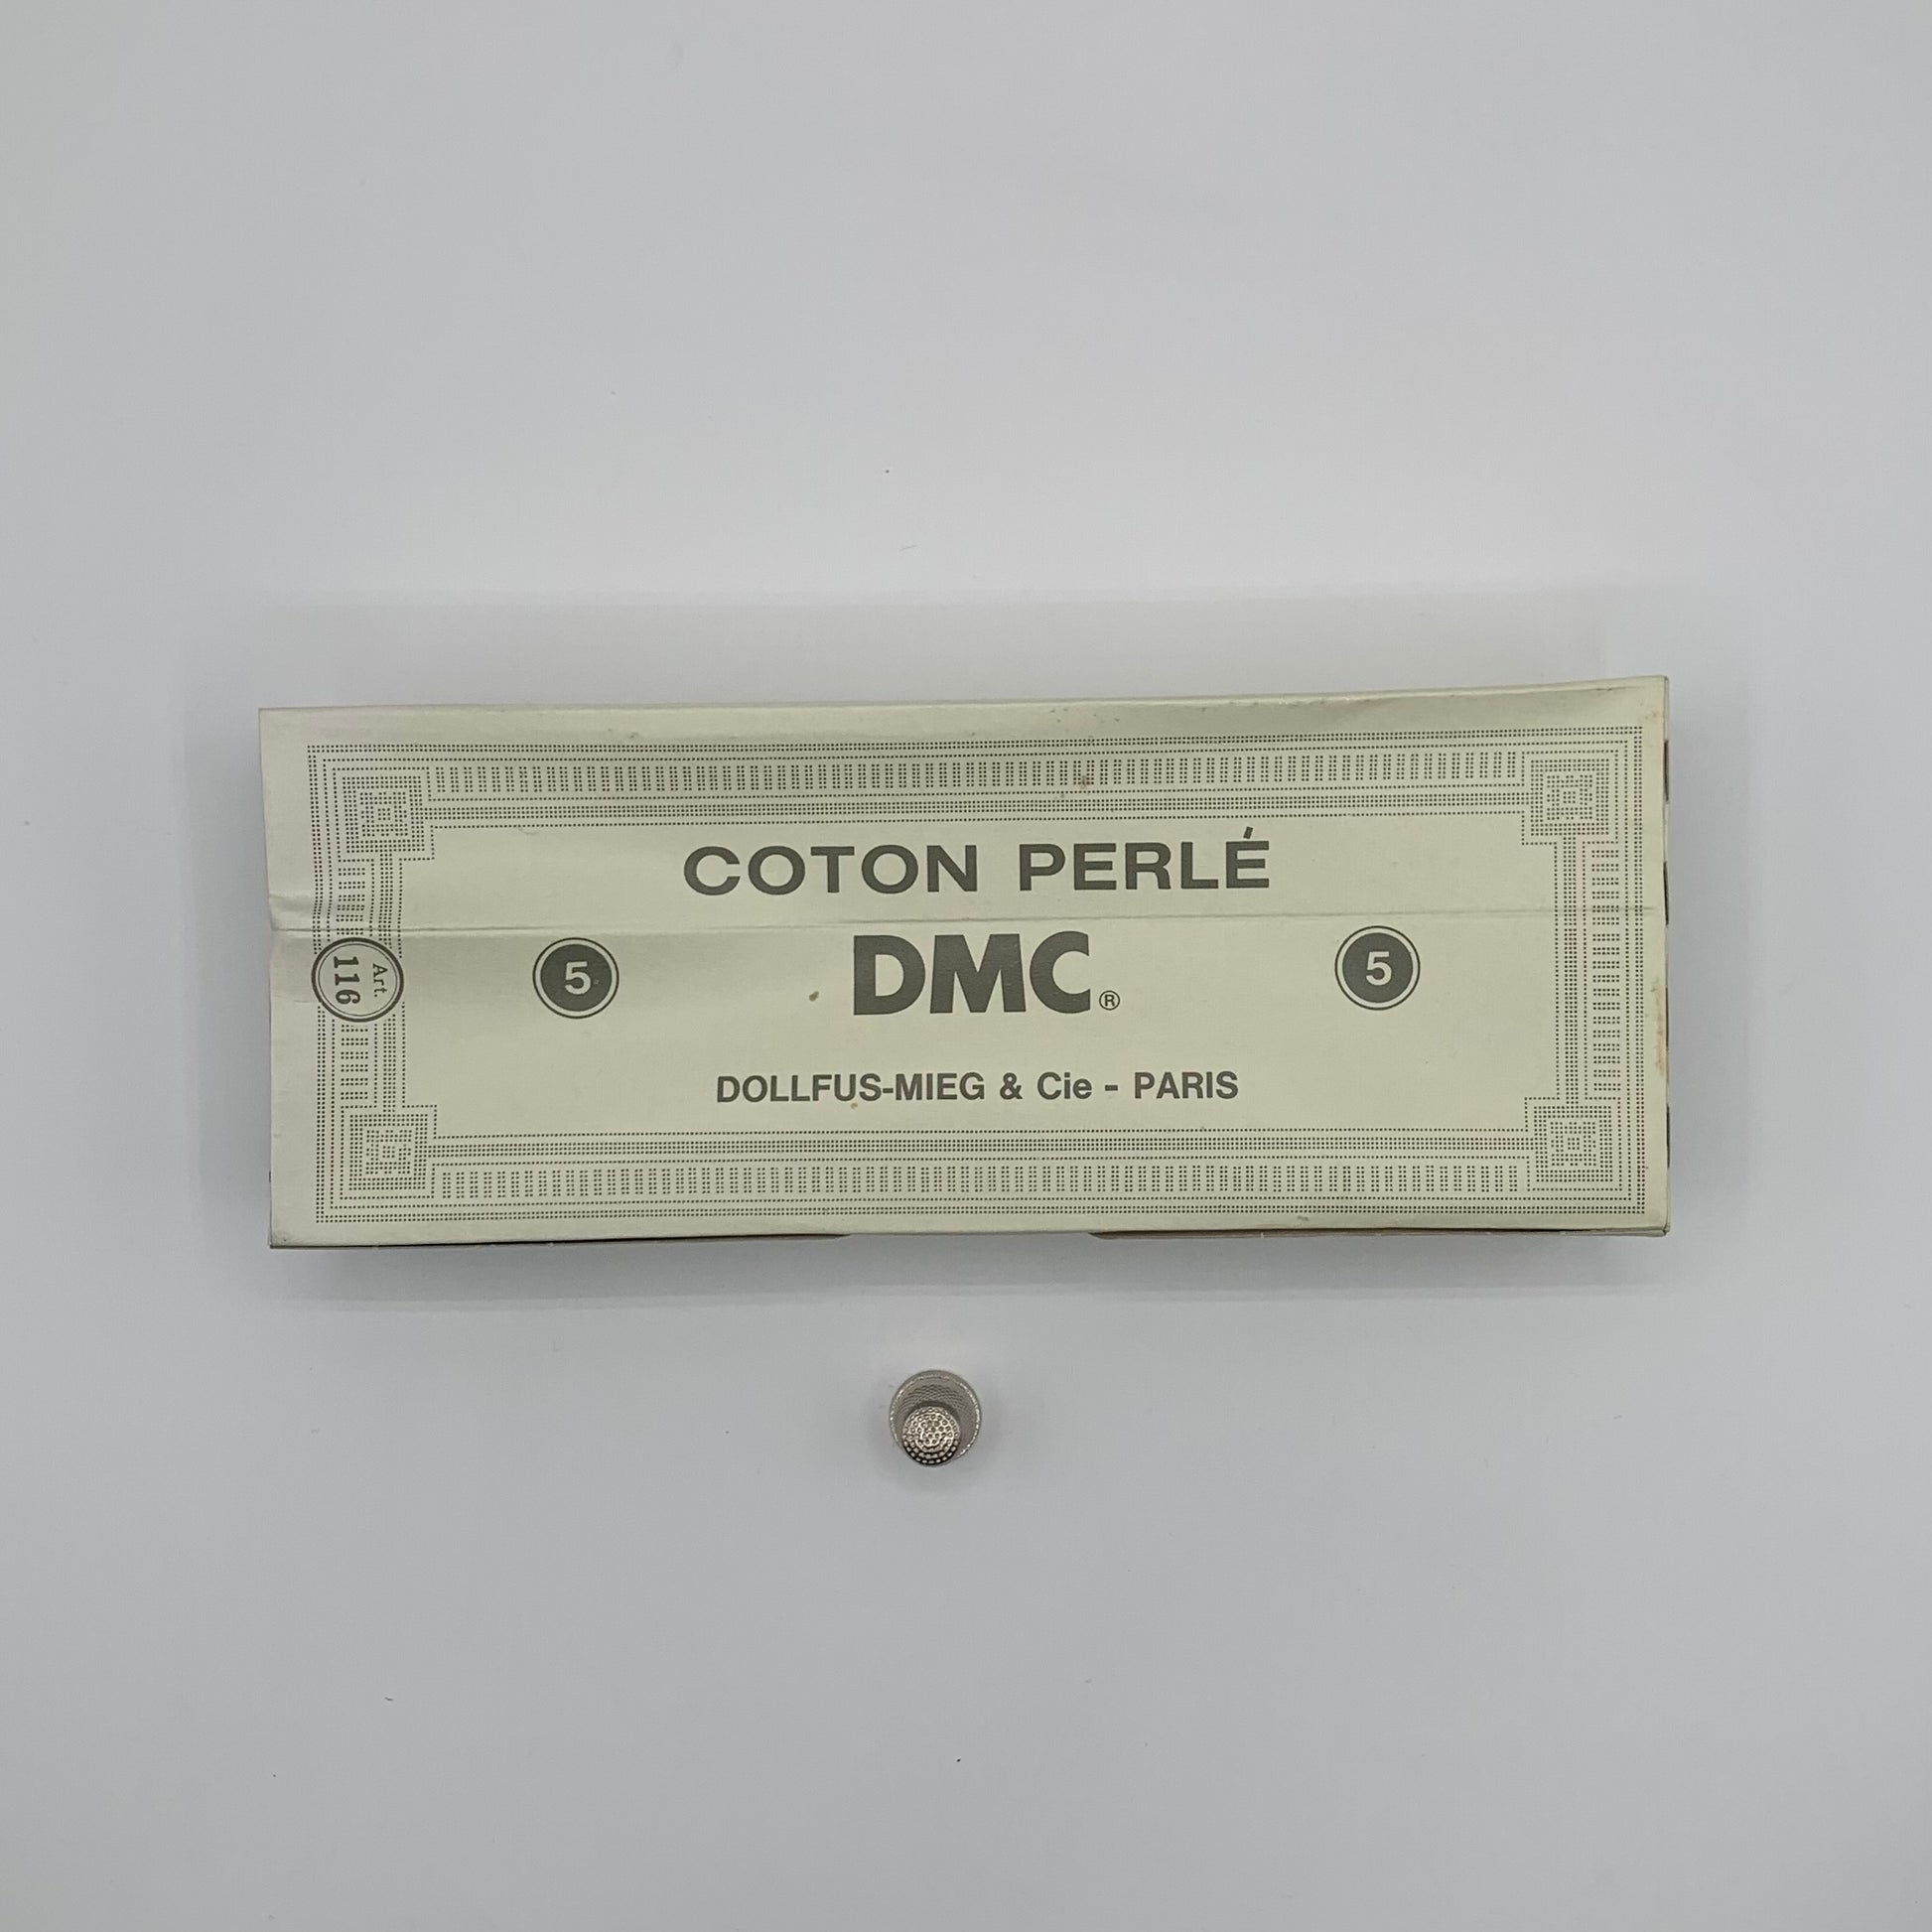 COTON PERLÉ
Art.
116
5
DMC®
5
DOLLFUS-MIEG & Cie - PARIS